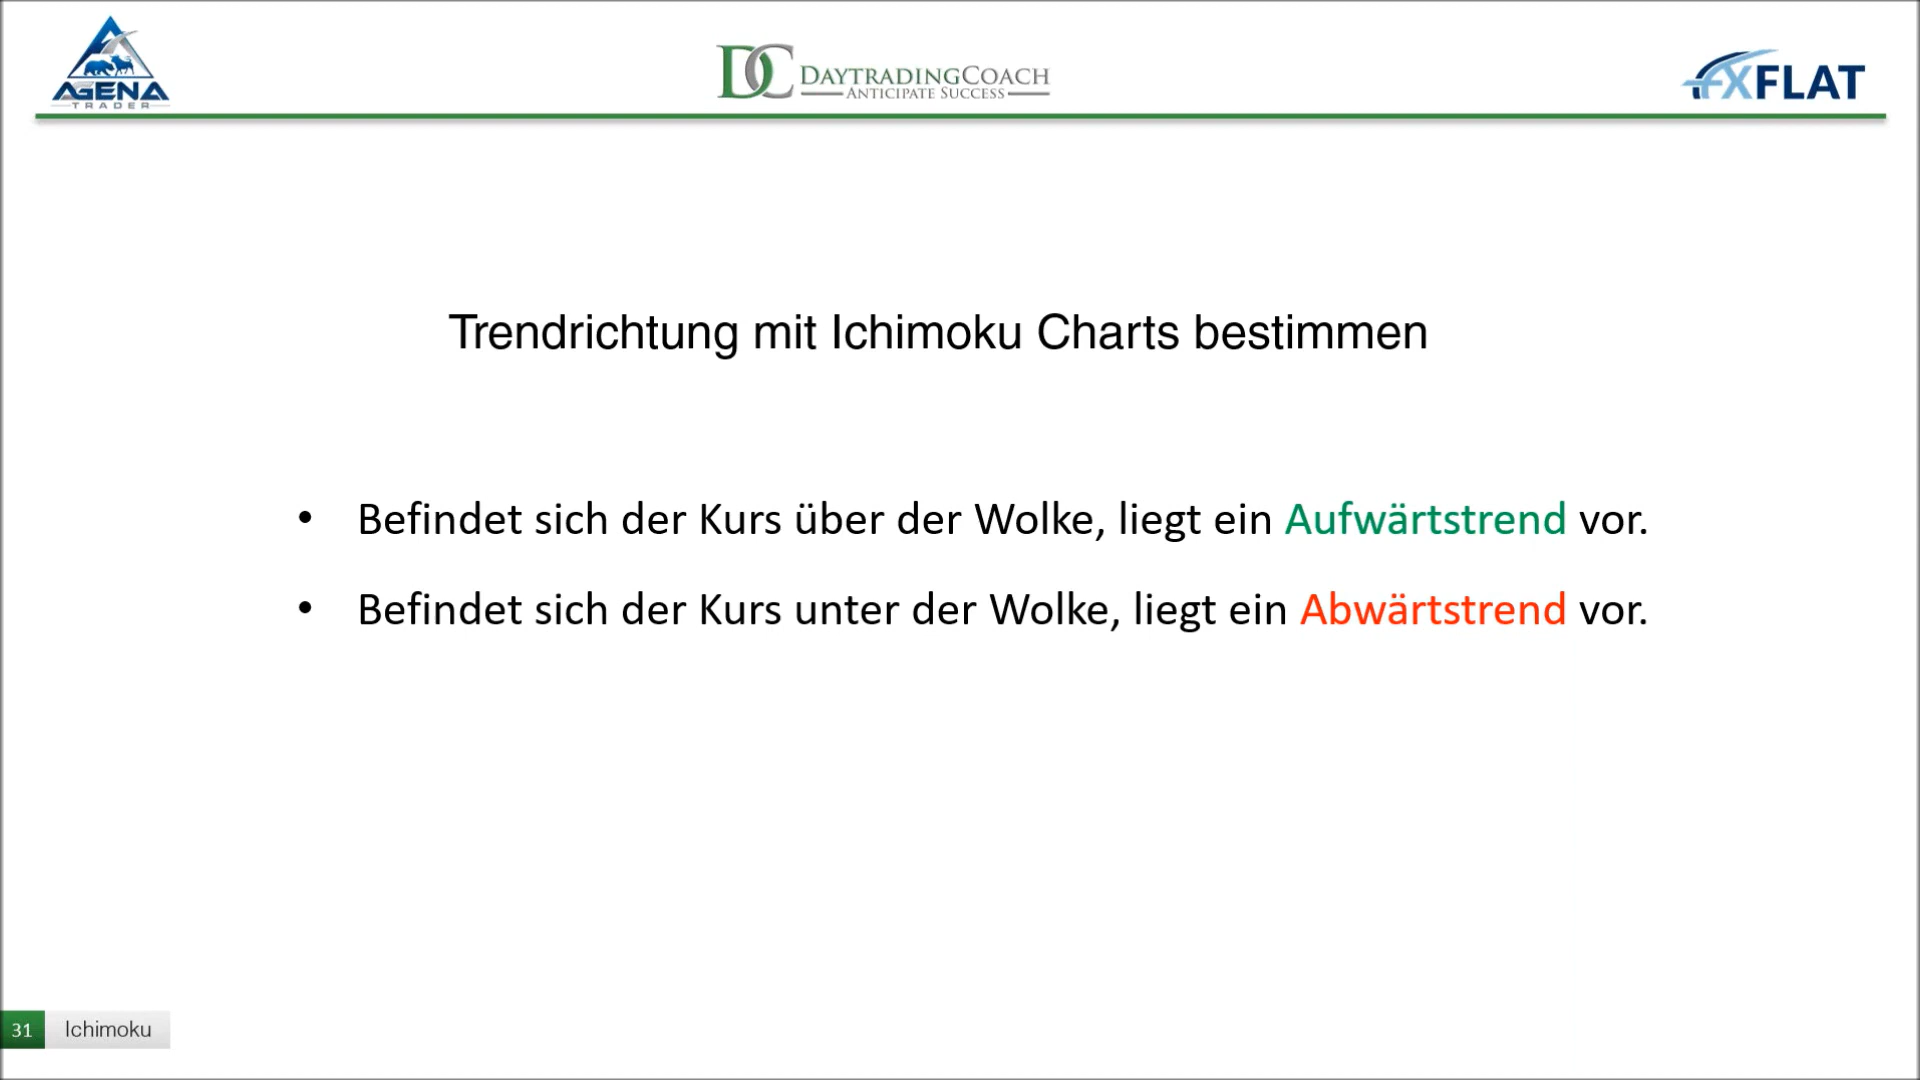 AGENA
TRADER
DC DAYTRADINGCOACH
ANTICIPATE SUCCESS
FXFLAT
Trendrichtung mit Ichimoku Charts bestimmen
• Befindet sich der Kurs über der Wolke, liegt ein Aufwärtstrend vor.
• Befindet sich der Kurs unter der Wolke, liegt ein Abwärtstrend vor.
31 Ichimoku